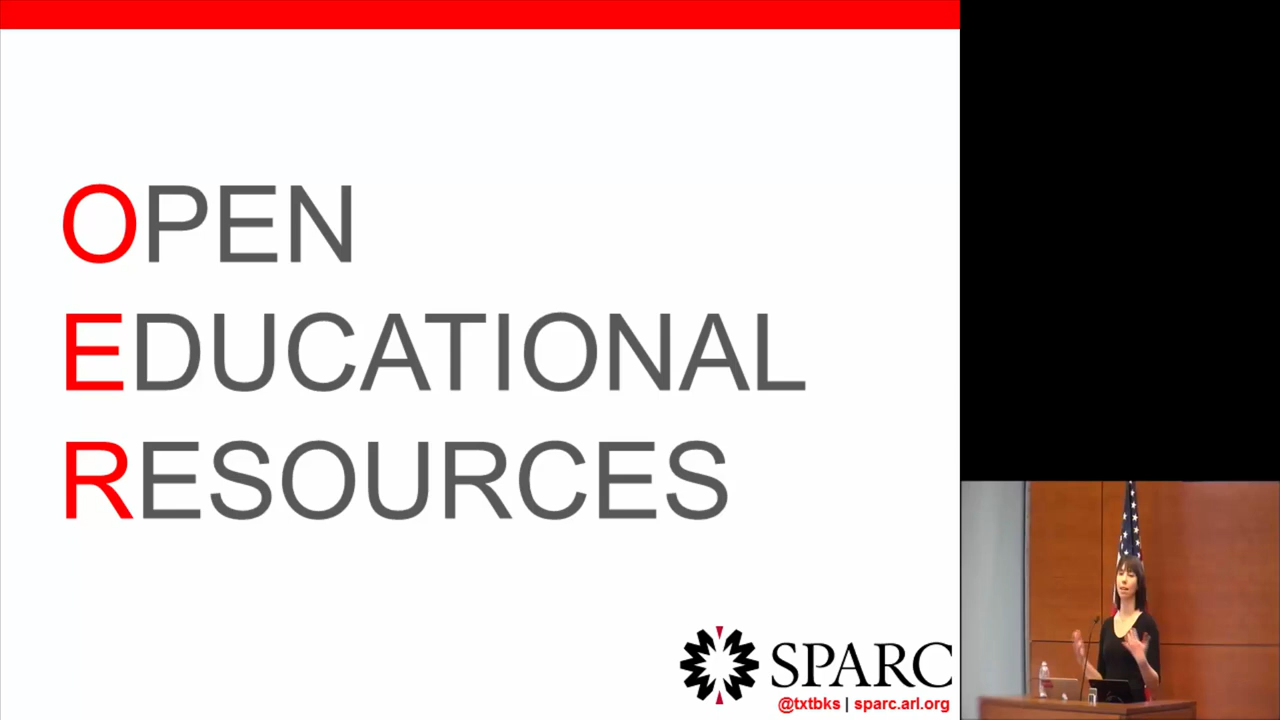 OPEN
EDUCATIONAL
RESOURCES
SPARC
@txtbks | sparc.arl.org